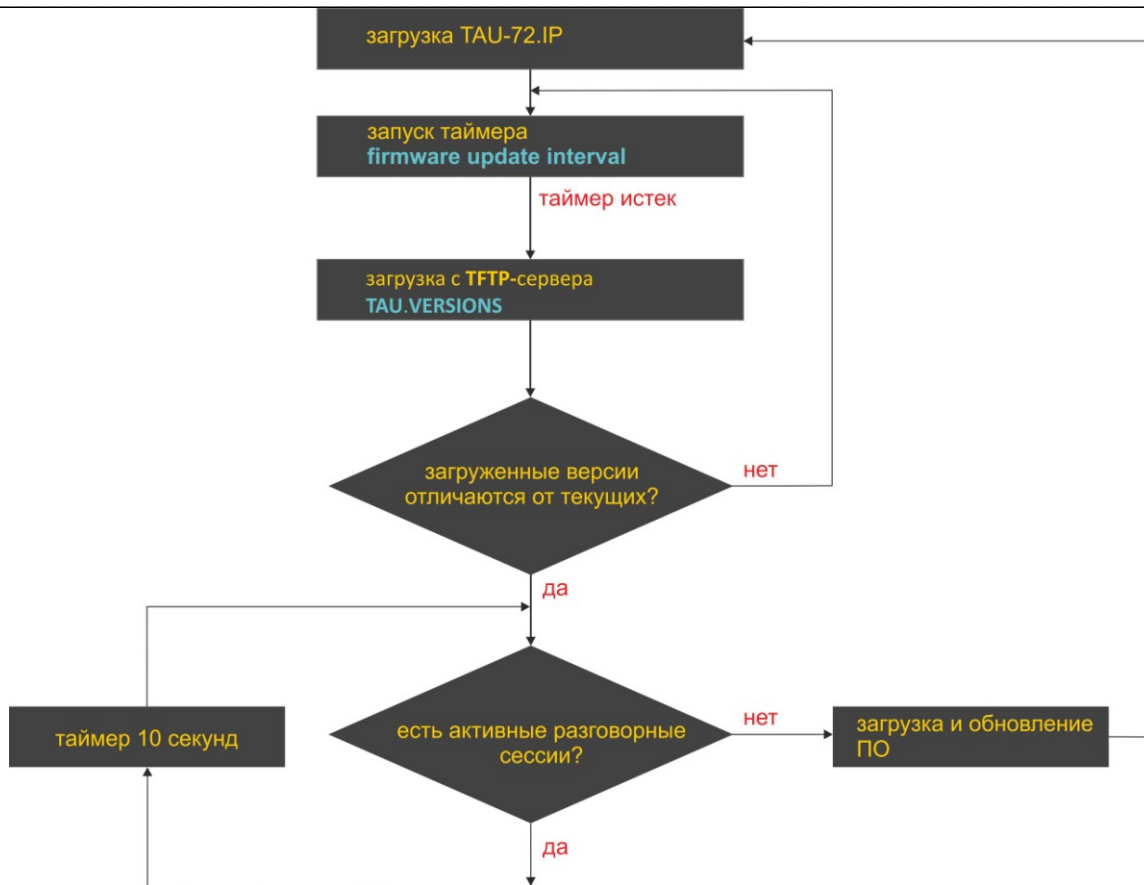 загрузка TAU-72.IP
запуск таймера
firmware update interval
таймер истек
загрузка с TFTP-сервера
TAU.VERSIONS
загруженные версии
отличаются от текущих?
нет
да
таймер 10 секунд
есть активные разговорные
сессии?
нет
загрузка и обновление
ПО
да